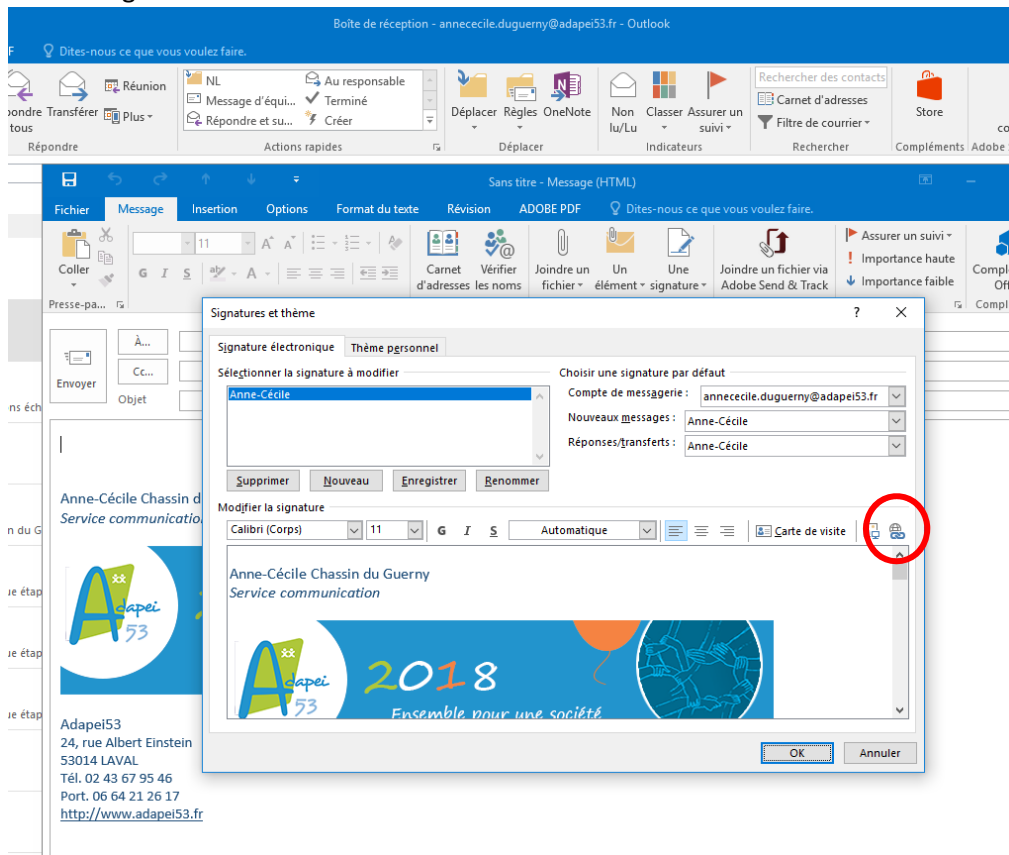 Boîte de réception - annececile.duguerny@adapei53.fr - Outlook
F Dites-nous ce que vous voulez faire.
Réunion
NL
Au responsable
Rechercher des contacts
Transférer
Plus
Message d'équi...
Terminé
Déplacer Règles OneNote
Non lu/Lu
Classer
Assurer un suivi
Carnet d'adresses
Store
tous
Répondre et su...
Créer
Filtre de courrier
Répondre
Actions rapides
Déplacer
Indicateurs
Rechercher
Compléments
Adobe
Sans titre - Message (HTML)
Fichier Message Insertion Options Format du texte Révision ADOBE PDF Dites-nous ce que vous voulez faire.
Coller
11
G I S
Carnet d'adresses
Vérifier les noms
Joindre un fichier
Un élément
Une signature
Joindre un fichier via Adobe Send & Track
Assurer un suivi
Importance haute
Importance faible
Presse-pa...
Signatures et thème
? X
À...
Cc...
Envoyer
Objet
Signature électronique Thème personnel
Sélectionner la signature à modifier
Choisir une signature par défaut
Anne-Cécile
Compte de messagerie : annececile.duguerny@adapei53.fr
Nouveaux messages : Anne-Cécile
Réponses/transferts : Anne-Cécile
Supprimer Nouveau Enregistrer Renommer
Modifier la signature
Calibri (Corps) 11 G I S Automatique Carte de visite
Anne-Cécile Chassin du Guerny
Service communication
Adapei
53
2018
Ensemble pour une société
OK Annuler
Anne-Cécile Chassin d
Service communicatio
Adapei
53
Adapei53
24, rue Albert Einstein
53014 LAVAL
Tél. 02 43 67 95 46
Port. 06 64 21 26 17
http://www.adapei53.fr